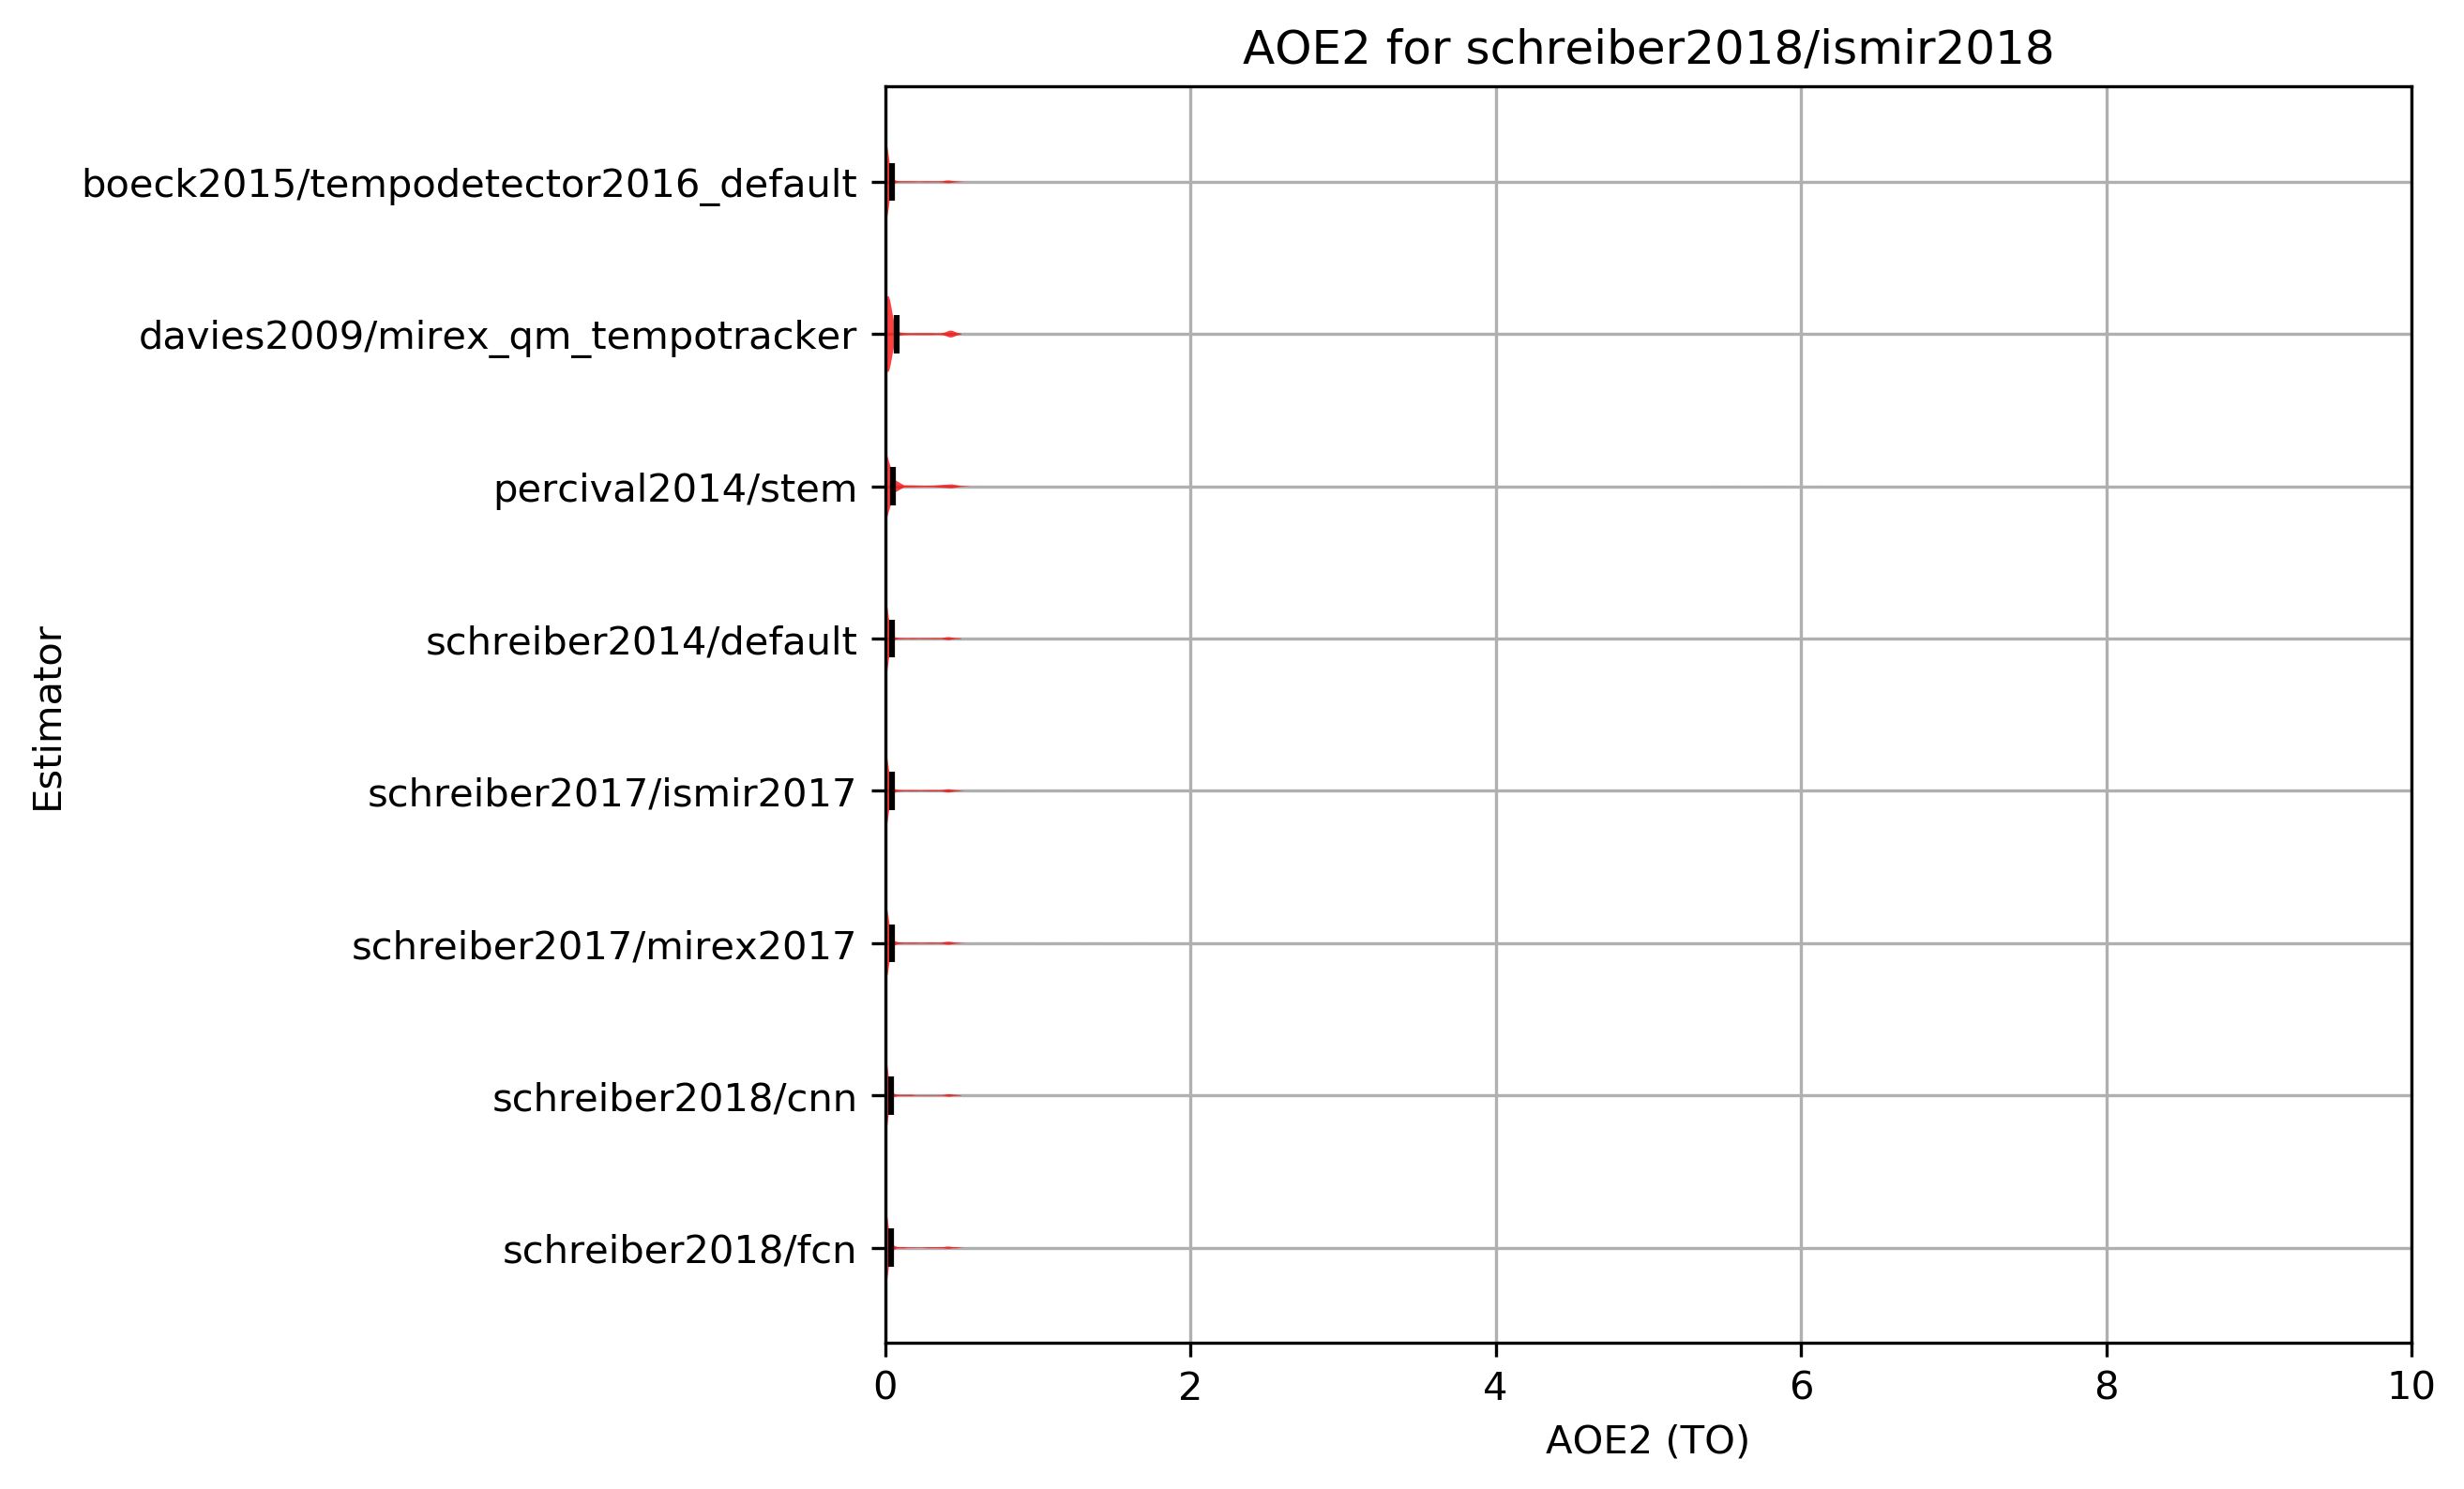 AOE2 for schreiber2018/ismir2018
boeck2015/tempodetector2016_default
davies2009/mirex_qm_tempotracker
percival2014/stem
schreiber2014/default
schreiber2017/ismir2017
schreiber2017/mirex2017
schreiber2018/cnn
schreiber2018/fcn
Estimator
0 2 4 6 8 10
AOE2 (TO)